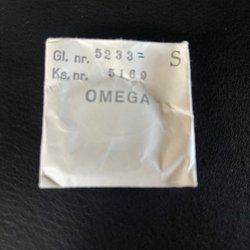 Gl. nr. 5233= S
Ks. nr. 5169
OMEGA